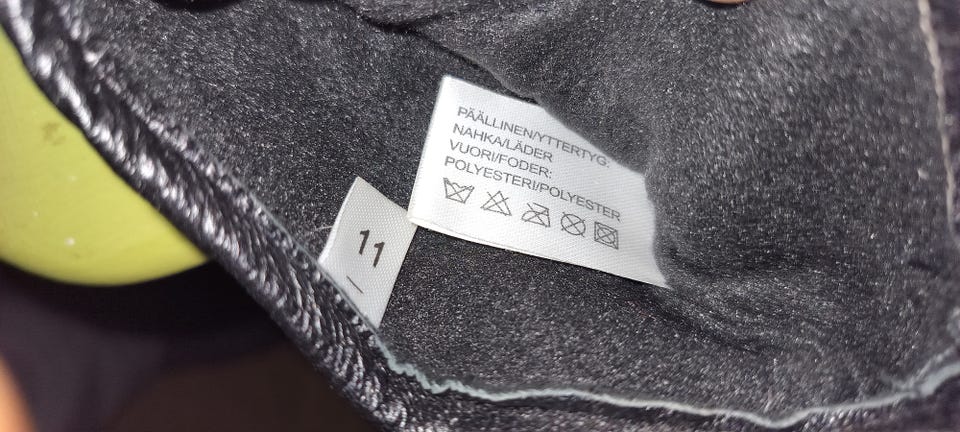 PÄÄLLINEN/YTTERTYG:
NAHKA/LÄDER
VUORI/FODER:
POLYESTERI/POLYESTER
11